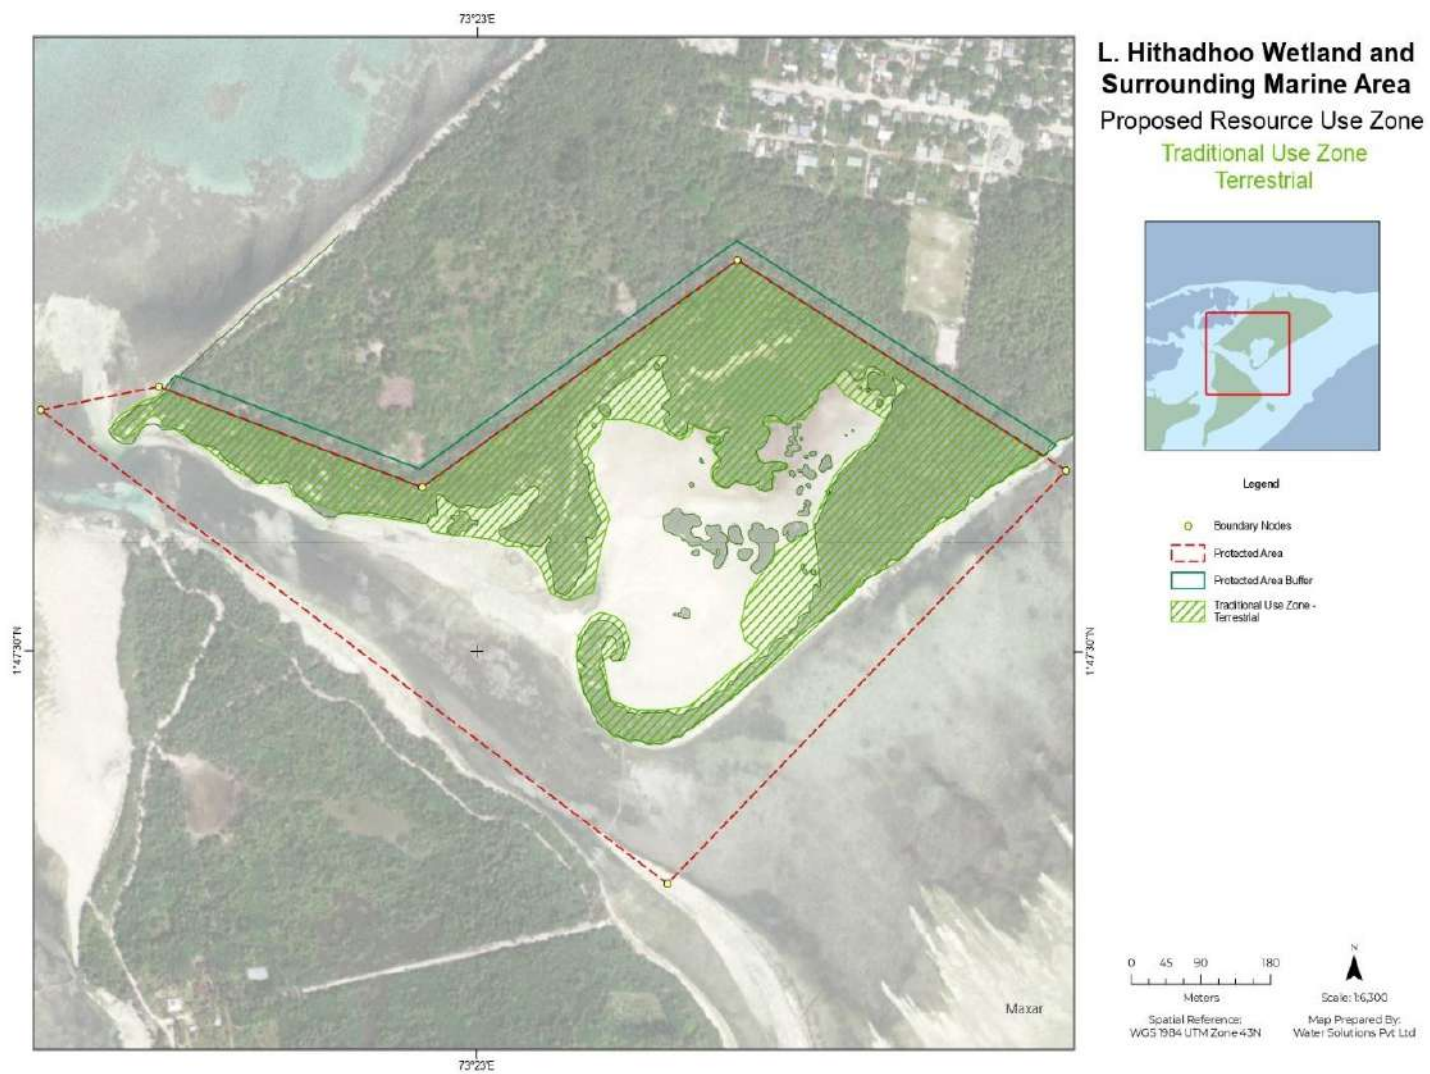 73°23'E
L. Hithadhoo Wetland and
Surrounding Marine Area
Proposed Resource Use Zone
Traditional Use Zone
Terrestrial
Legend
Boundary Nodes
Protected Area
Protected Area Buffer
Traditional Use Zone -
Terrestrial
1°47'30"N
1°47'30"N
N
0 45 90 180
Meters
Scale: 1:6,300
Spatial Reference:
WGS 1984 UTM Zone 43N
Map Prepared By:
Water Solutions Pvt Ltd
Maxar
73°23'E